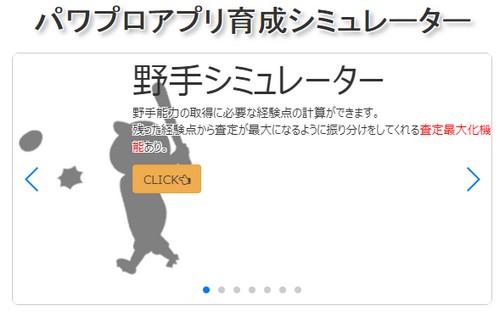 パワプロアプリ育成シミュレーター
野手シミュレーター
野手能力の取得に必要な経験点の計算ができます。
残った経験点から査定が最大になるように振り分けをしてくれる査定最大化機
能あり。
CLICK